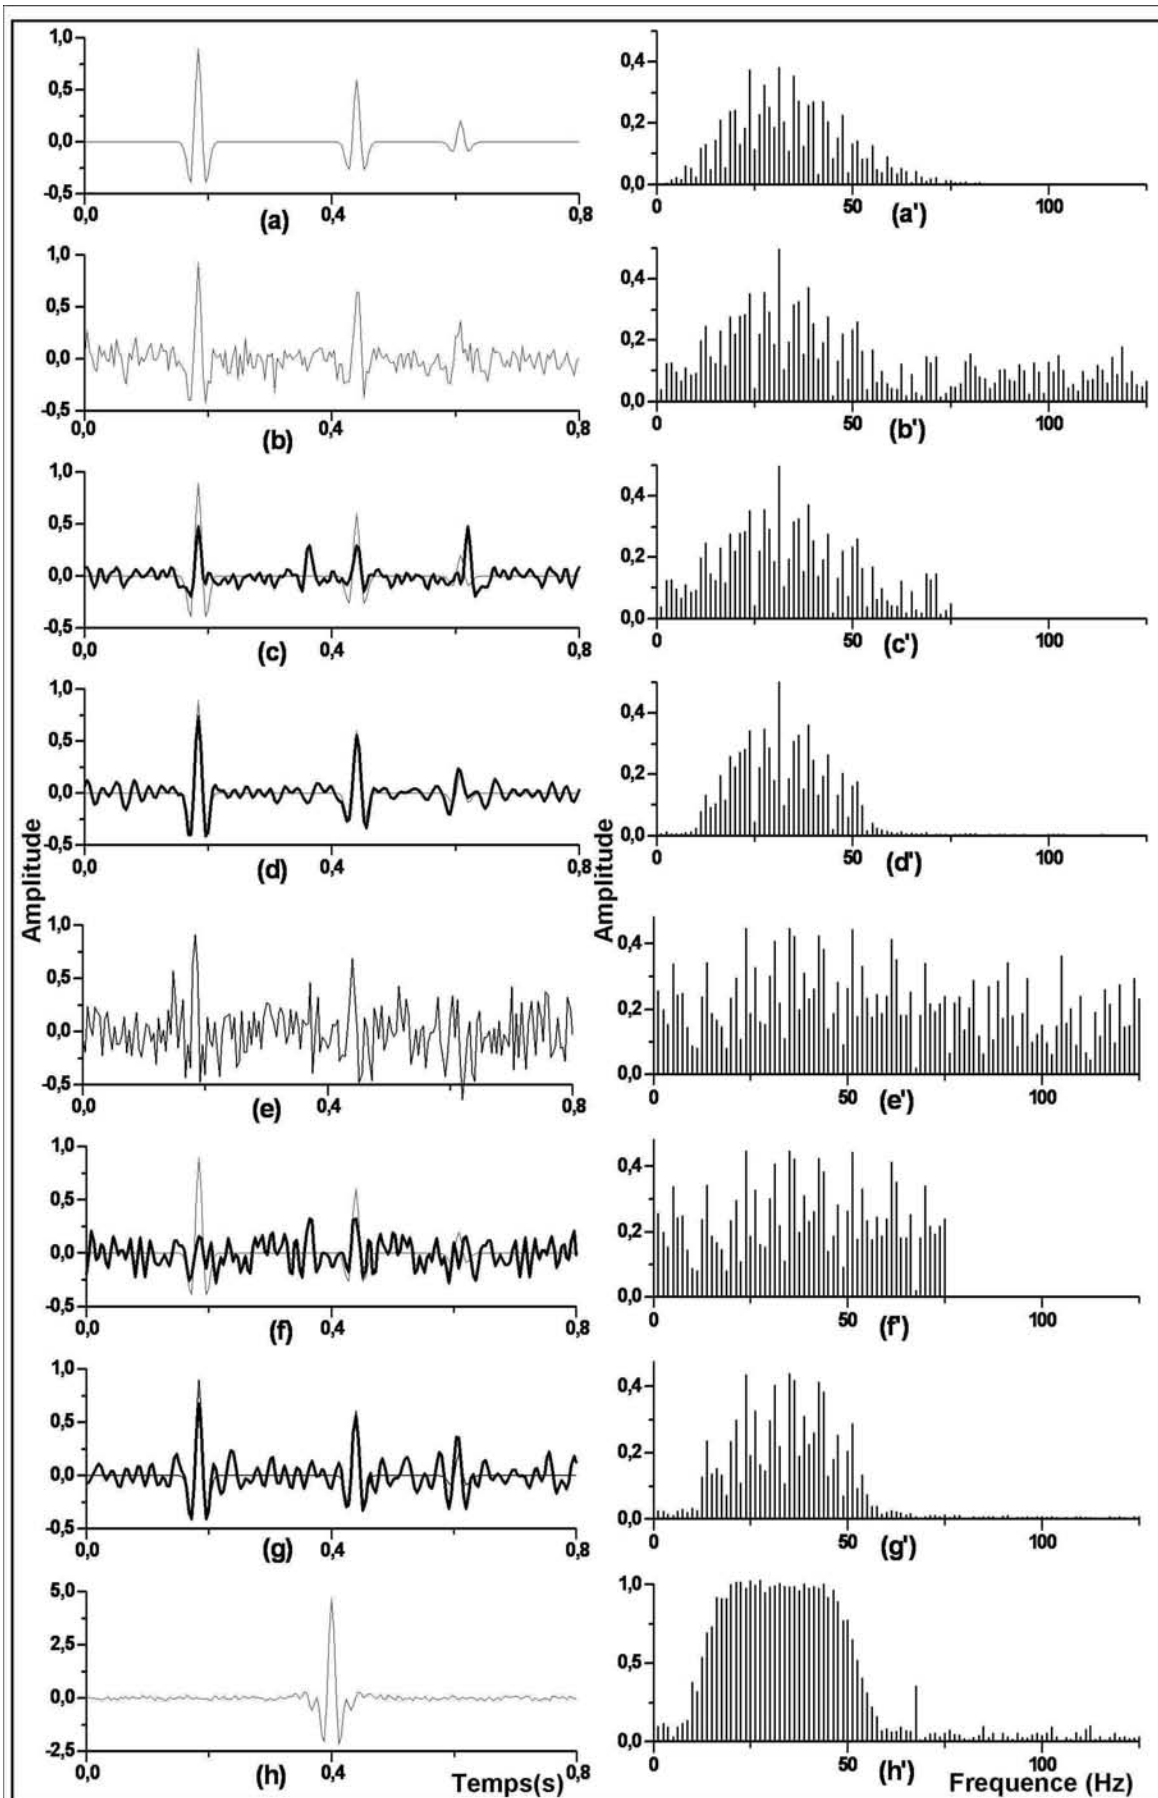 1,0 0,5 0,0 -0,5
0,0 0,4 0,8
(a)
0,4 0,2 0,0
0 50 100
(a')
1,0 0,5 0,0 -0,5
0,0 0,4 0,8
(b)
0,4 0,2 0,0
0 50 100
(b')
1,0 0,5 0,0 -0,5
0,0 0,4 0,8
(c)
0,4 0,2 0,0
0 50 100
(c')
1,0 0,5 0,0 -0,5
0,0 0,4 0,8
(d)
0,4 0,2 0,0
0 50 100
(d')
Amplitude
Amplitude
1,0 0,5 0,0 -0,5
0,0 0,4 0,8
(e)
0,4 0,2 0,0
0 50 100
(e')
1,0 0,5 0,0 -0,5
0,0 0,4 0,8
(f)
0,4 0,2 0,0
0 50 100
(f')
1,0 0,5 0,0 -0,5
0,0 0,4 0,8
(g)
0,4 0,2 0,0
0 50 100
(g')
5,0 2,5 0,0 -2,5
0,0 0,4 0,8
(h) Temps(s)
1,0 0,5 0,0
0 50 100
(h') Frequence (Hz)